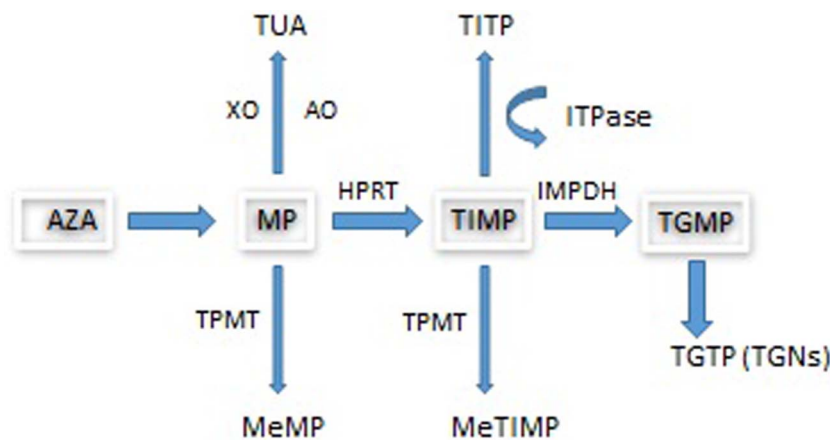 TUA
TITP
XO
AO
ITPase
HPRT
IMPDH
AZA
MP
TIMP
TGMP
TPMT
TPMT
TGTP (TGNs)
MeMP
MeTIMP